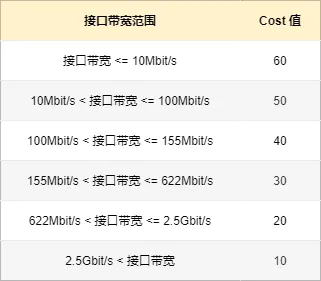 接口带宽范围 Cost 值
接口带宽 <= 10Mbit/s 60
10Mbit/s < 接口带宽 <= 100Mbit/s 50
100Mbit/s < 接口带宽 <= 155Mbit/s 40
155Mbit/s < 接口带宽 <= 622Mbit/s 30
622Mbit/s < 接口带宽 <= 2.5Gbit/s 20
2.5Gbit/s < 接口带宽 10